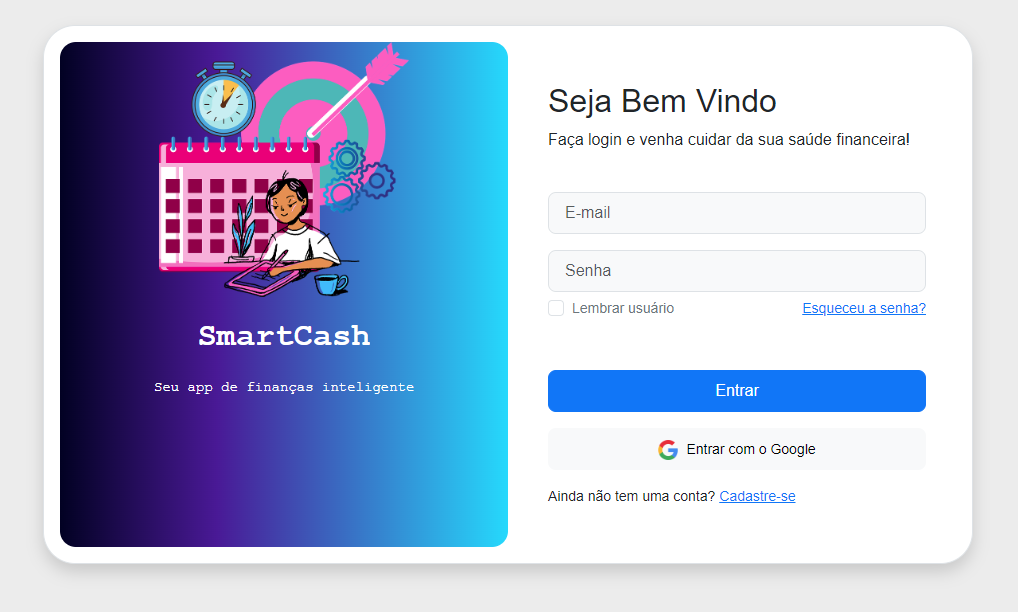 SmartCash
Seu app de finanças inteligente
Seja Bem Vindo
Faça login e venha cuidar da sua saúde financeira!
E-mail
Senha
Lembrar usuário
Esqueceu a senha?
Entrar
Entrar com o Google
Ainda não tem uma conta? Cadastre-se